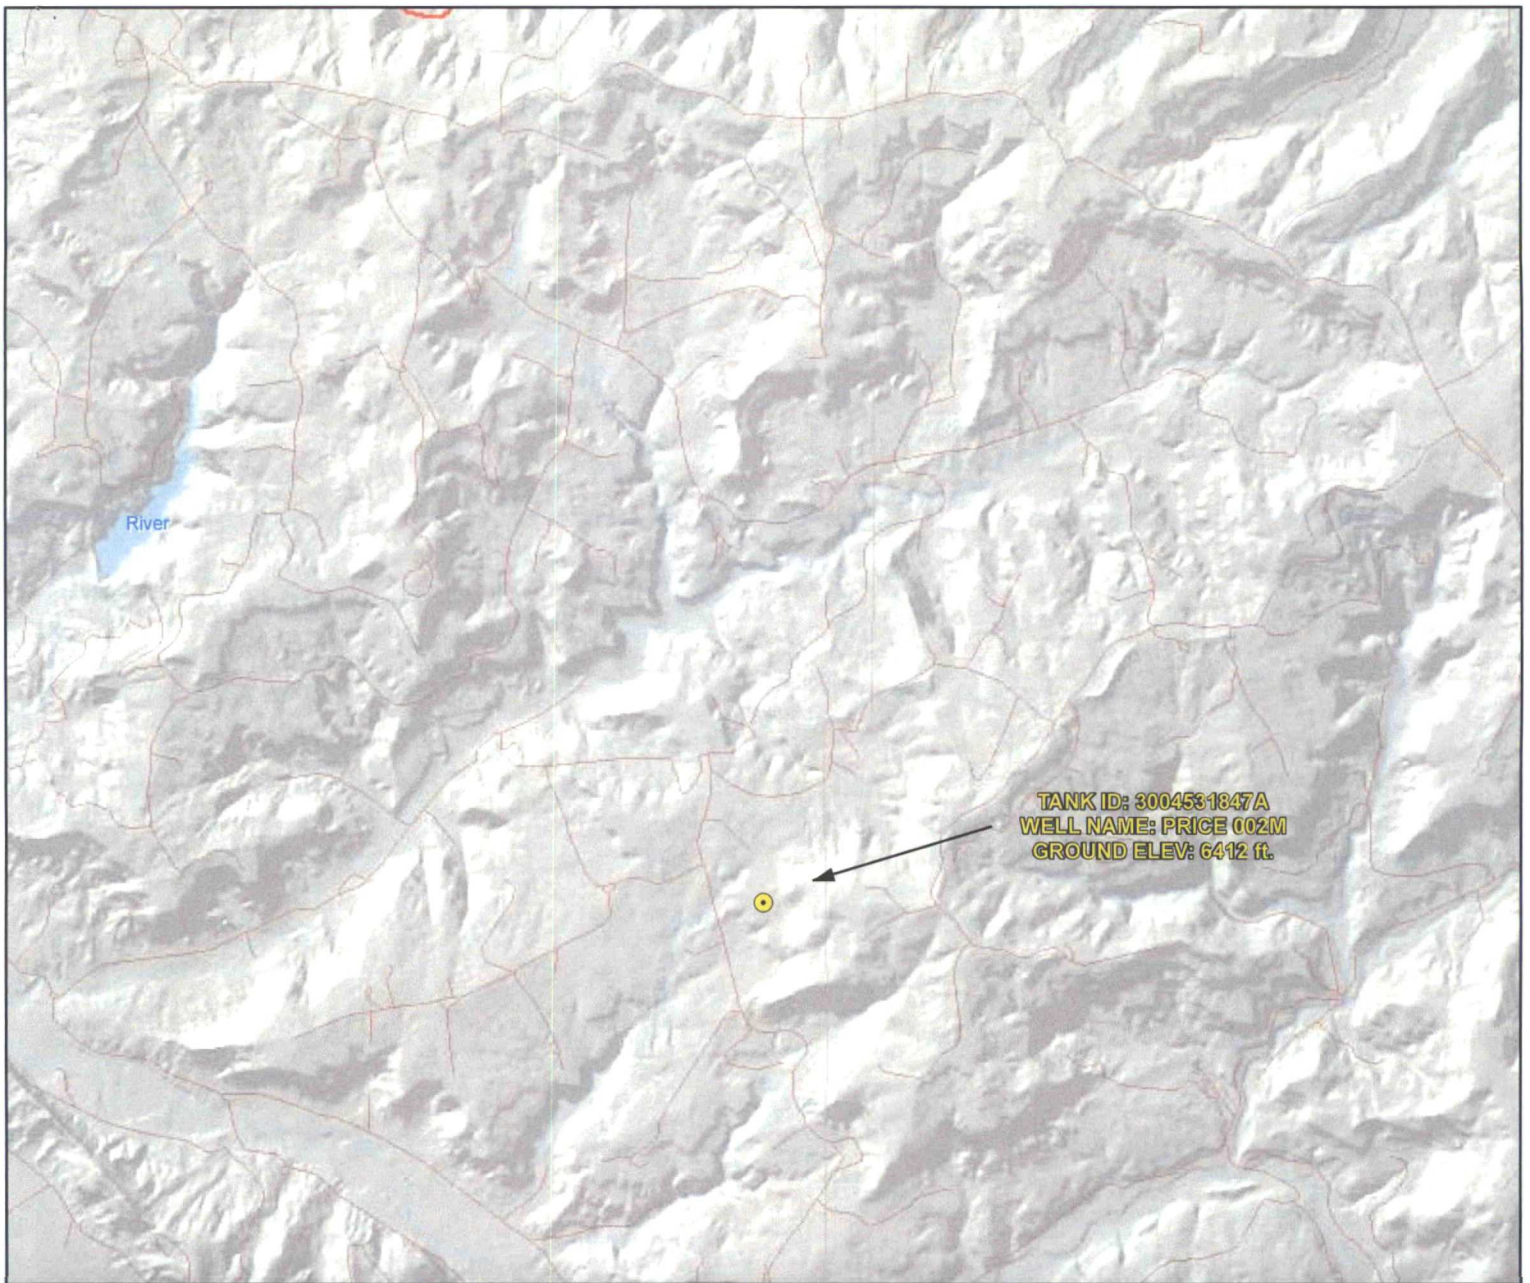 River
TANK ID: 3004531847A
WELL NAME: PRICE 002M
GROUND ELEV: 6412 ft.